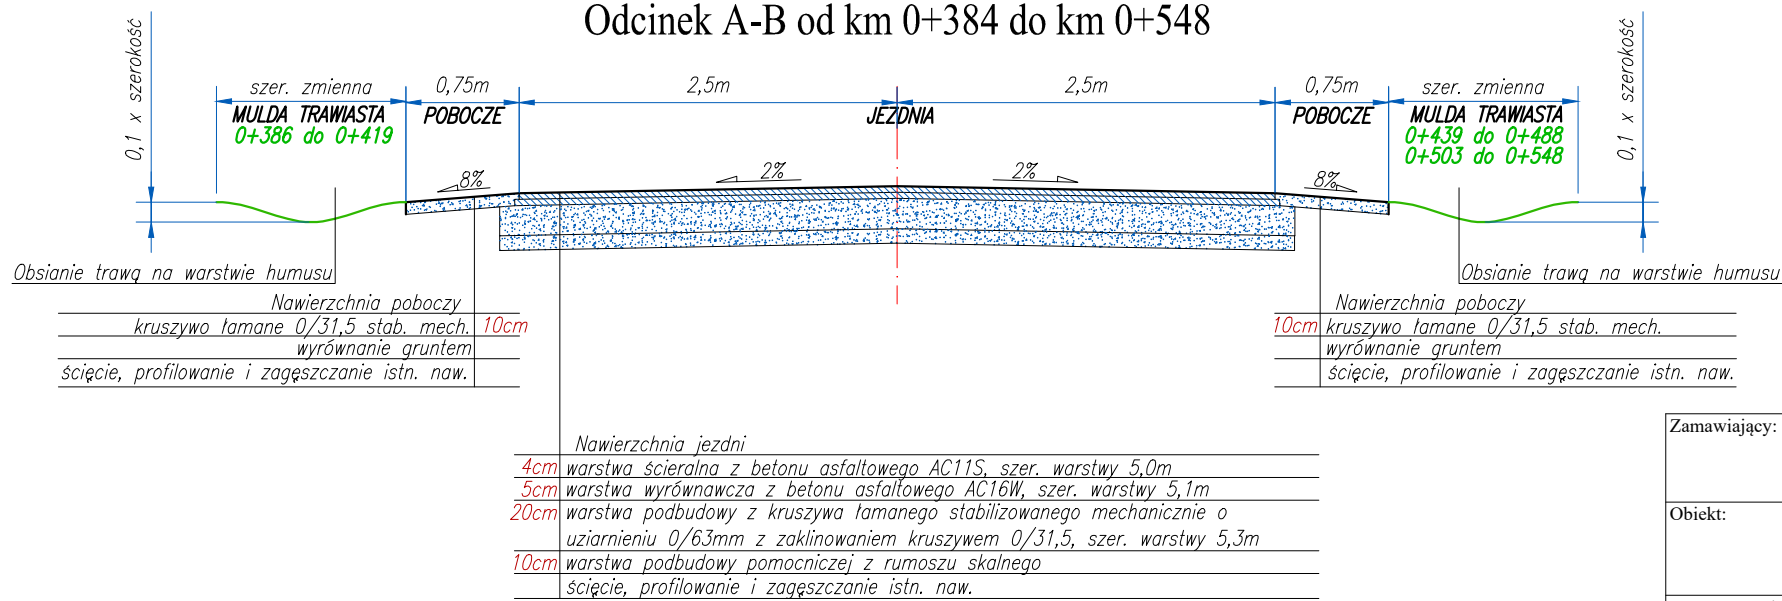 Odcinek A-B od km 0+384 do km 0+548
0,1 x szerokość
szer. zmienna
0,75m
2,5m
2,5m
0,75m
szer. zmienna
0,1 x szerokość
MULDA TRAWIASTA
0+386 do 0+419
POBOCZE
JEZDNIA
POBOCZE
MULDA TRAWIASTA
0+439 do 0+488
0+503 do 0+548
8%
2%
2%
8%
Obsianie trawą na warstwie humusu
Obsianie trawą na warstwie humusu
Nawierzchnia poboczy
kruszywo łamane 0/31,5 stab. mech. 10cm
wyrównanie gruntem
ścięcie, profilowanie i zagęszczanie istn. naw.
Nawierzchnia poboczy
10cm kruszywo łamane 0/31,5 stab. mech.
wyrównanie gruntem
ścięcie, profilowanie i zagęszczanie istn. naw.
Nawierzchnia jezdni
4cm warstwa ścieralna z betonu asfaltowego AC11S, szer. warstwy 5,0m
5cm warstwa wyrównawcza z betonu asfaltowego AC16W, szer. warstwy 5,1m
20cm warstwa podbudowy z kruszywa łamanego stabilizowanego mechanicznie o
uziarnieniu 0/63mm z zaklinowaniem kruszywem 0/31,5, szer. warstwy 5,3m
10cm warstwa podbudowy pomocniczej z rumoszu skalnego
ścięcie, profilowanie i zagęszczanie istn. naw.
Zamawiający:
Obiekt: